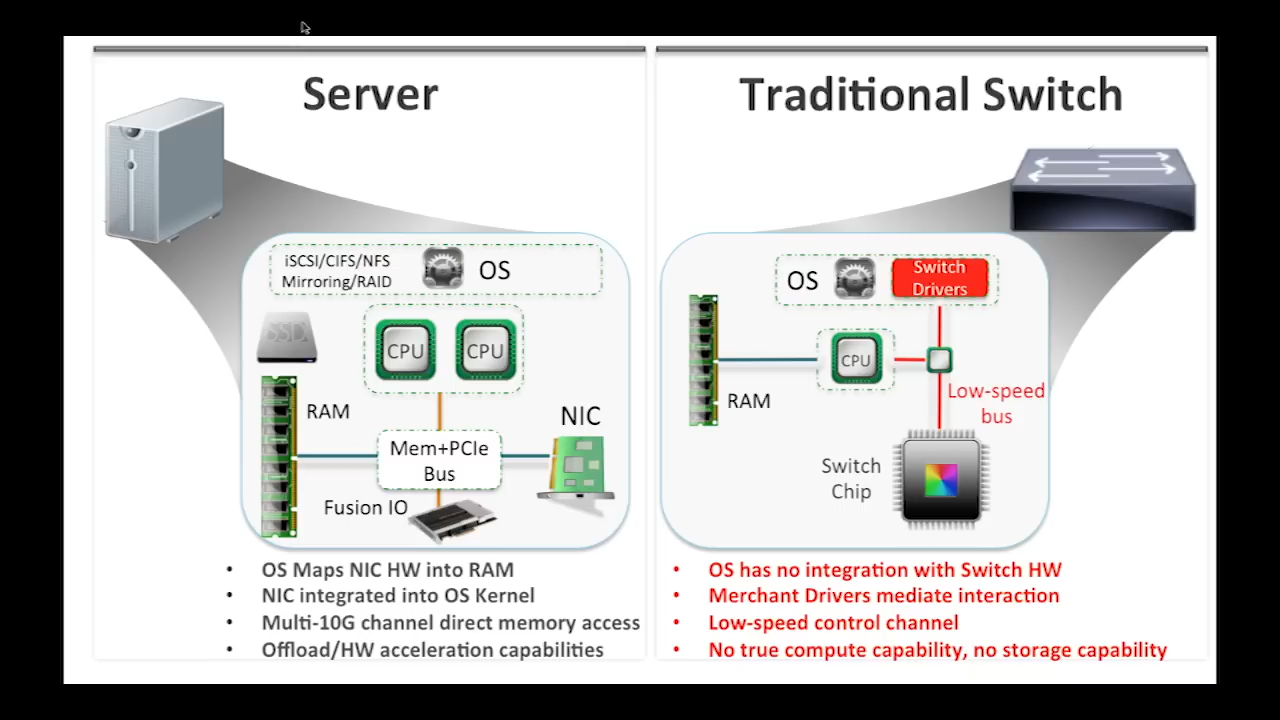 Server
iSCSI/CIFS/NFS
Mirroring/RAID
OS
SSD
CPU
CPU
RAM
NIC
Mem+PCIe
Bus
Fusion IO
• OS Maps NIC HW into RAM
• NIC integrated into OS Kernel
• Multi-10G channel direct memory access
• Offload/HW acceleration capabilities
Traditional Switch
OS
Switch
Drivers
CPU
RAM
Low-speed
bus
Switch
Chip
• OS has no integration with Switch HW
• Merchant Drivers mediate interaction
• Low-speed control channel
• No true compute capability, no storage capability